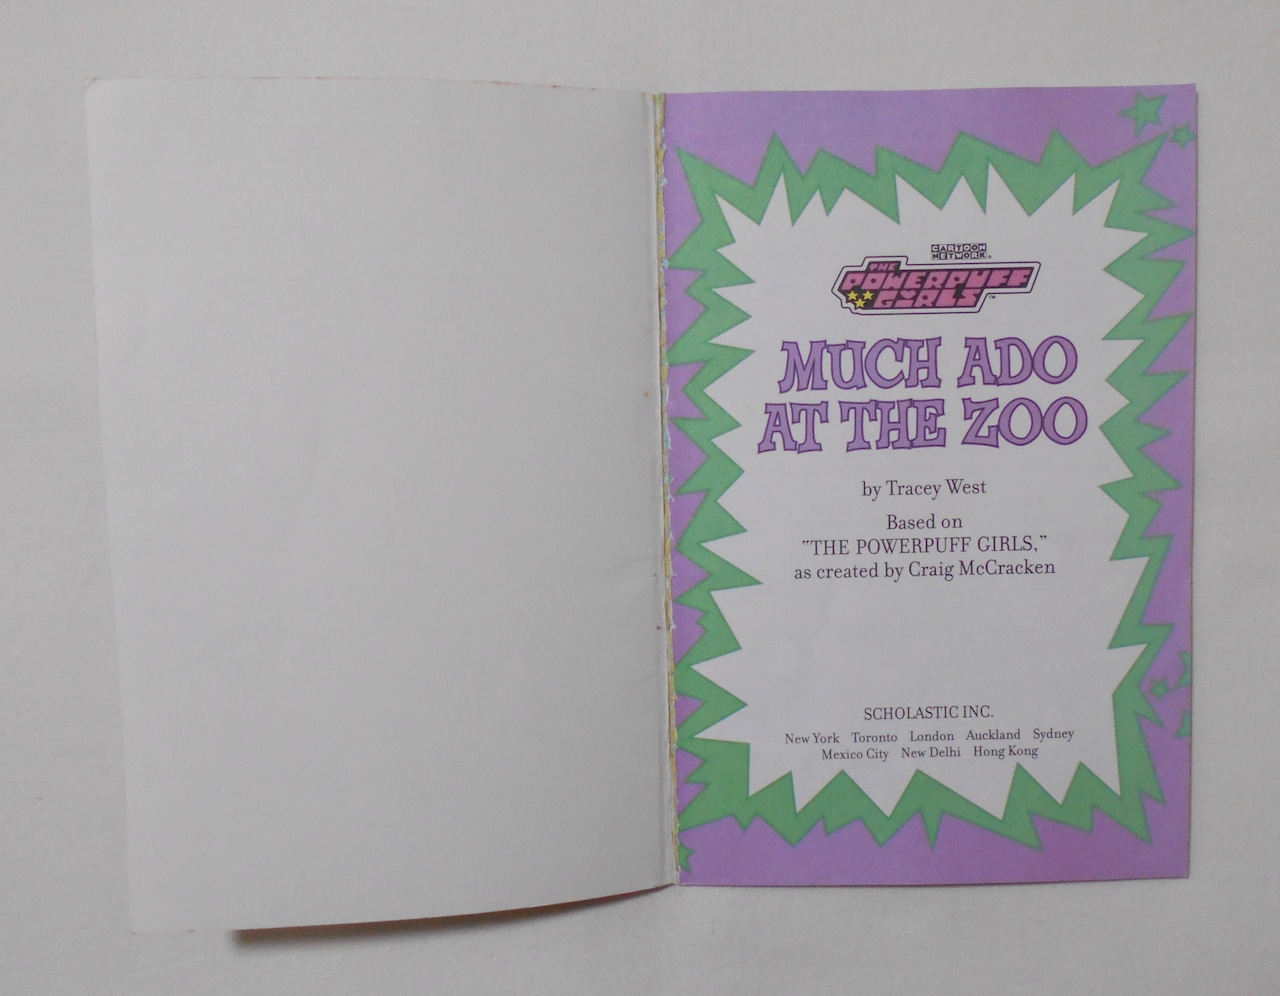 CARTOON
NETWORK®
THE
POWERPUFF
GIRLS™
MUCH ADO
AT THE ZOO
by Tracey West
Based on
"THE POWERPUFF GIRLS,"
as created by Craig McCracken
SCHOLASTIC INC.
New York Toronto London Auckland Sydney
Mexico City New Delhi Hong Kong